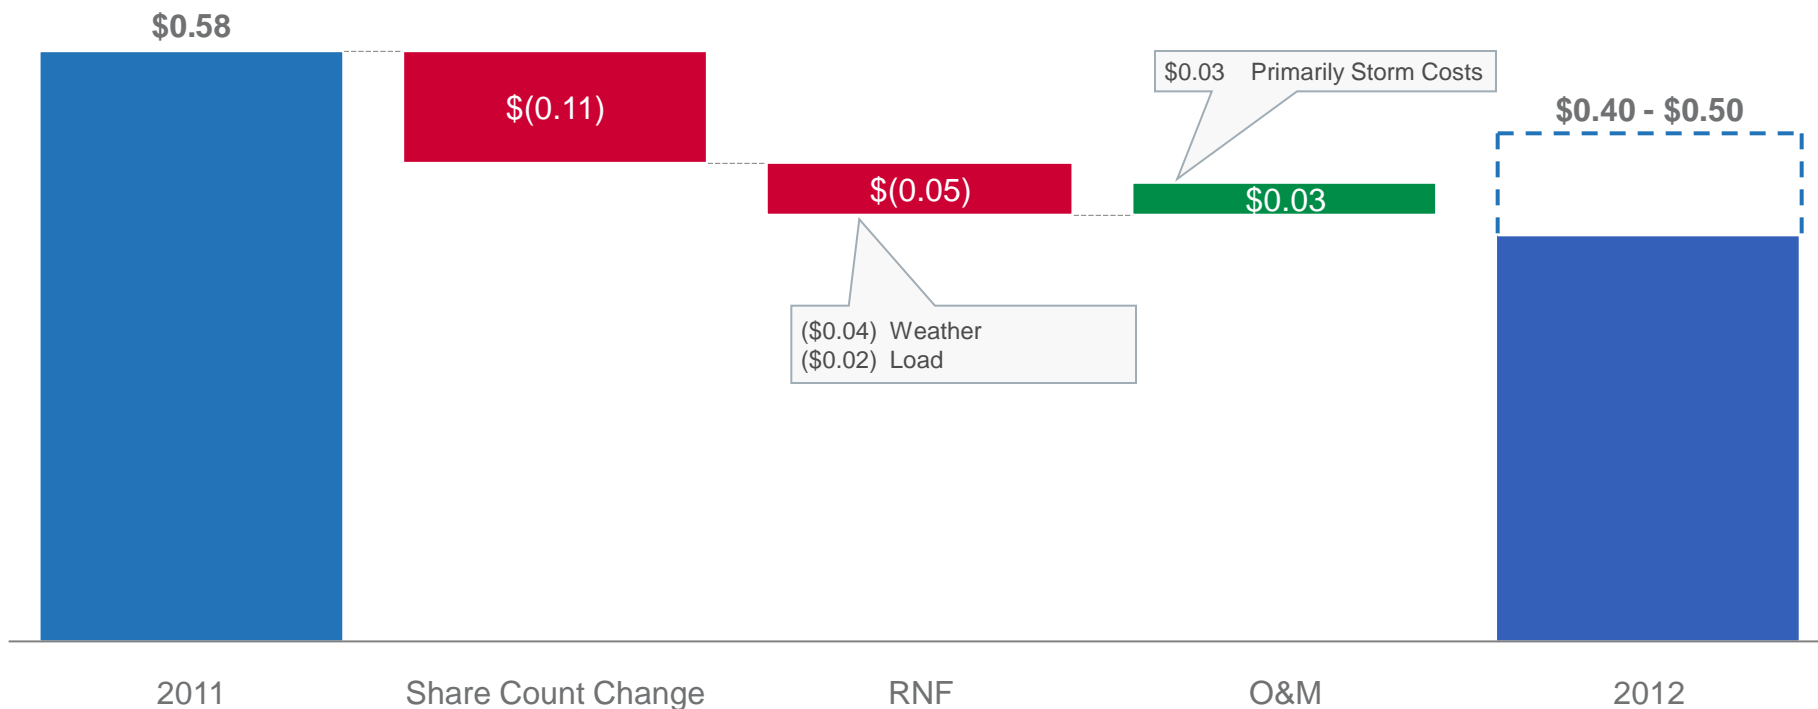 $0.58
$(0.11)
$(0.05)
($0.04) Weather
($0.02) Load
$0.03 Primarily Storm Costs
$0.03
$0.40 - $0.50
2011
Share Count Change
RNF
O&M
2012